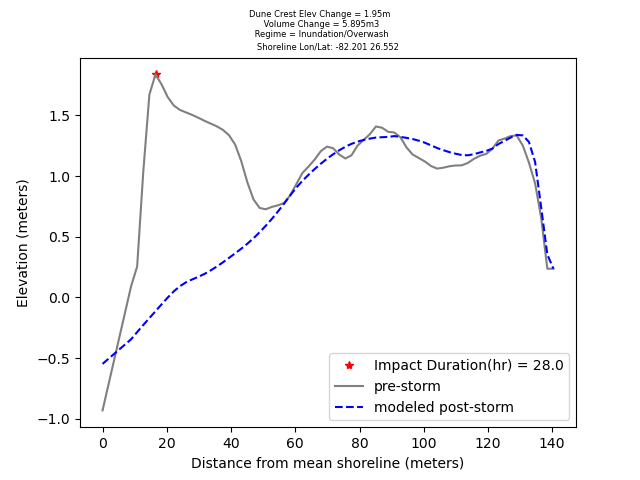 Dune Crest Elev Change = 1.95m
Volume Change = 5.895m3
Regime = Inundation/Overwash
Shoreline Lon/Lat: -82.201 26.552
1.5
1.0
0.5
0.0
−0.5
−1.0
Elevation (meters)
Impact Duration(hr) = 28.0
pre-storm
modeled post-storm
0 20 40 60 80 100 120 140
Distance from mean shoreline (meters)